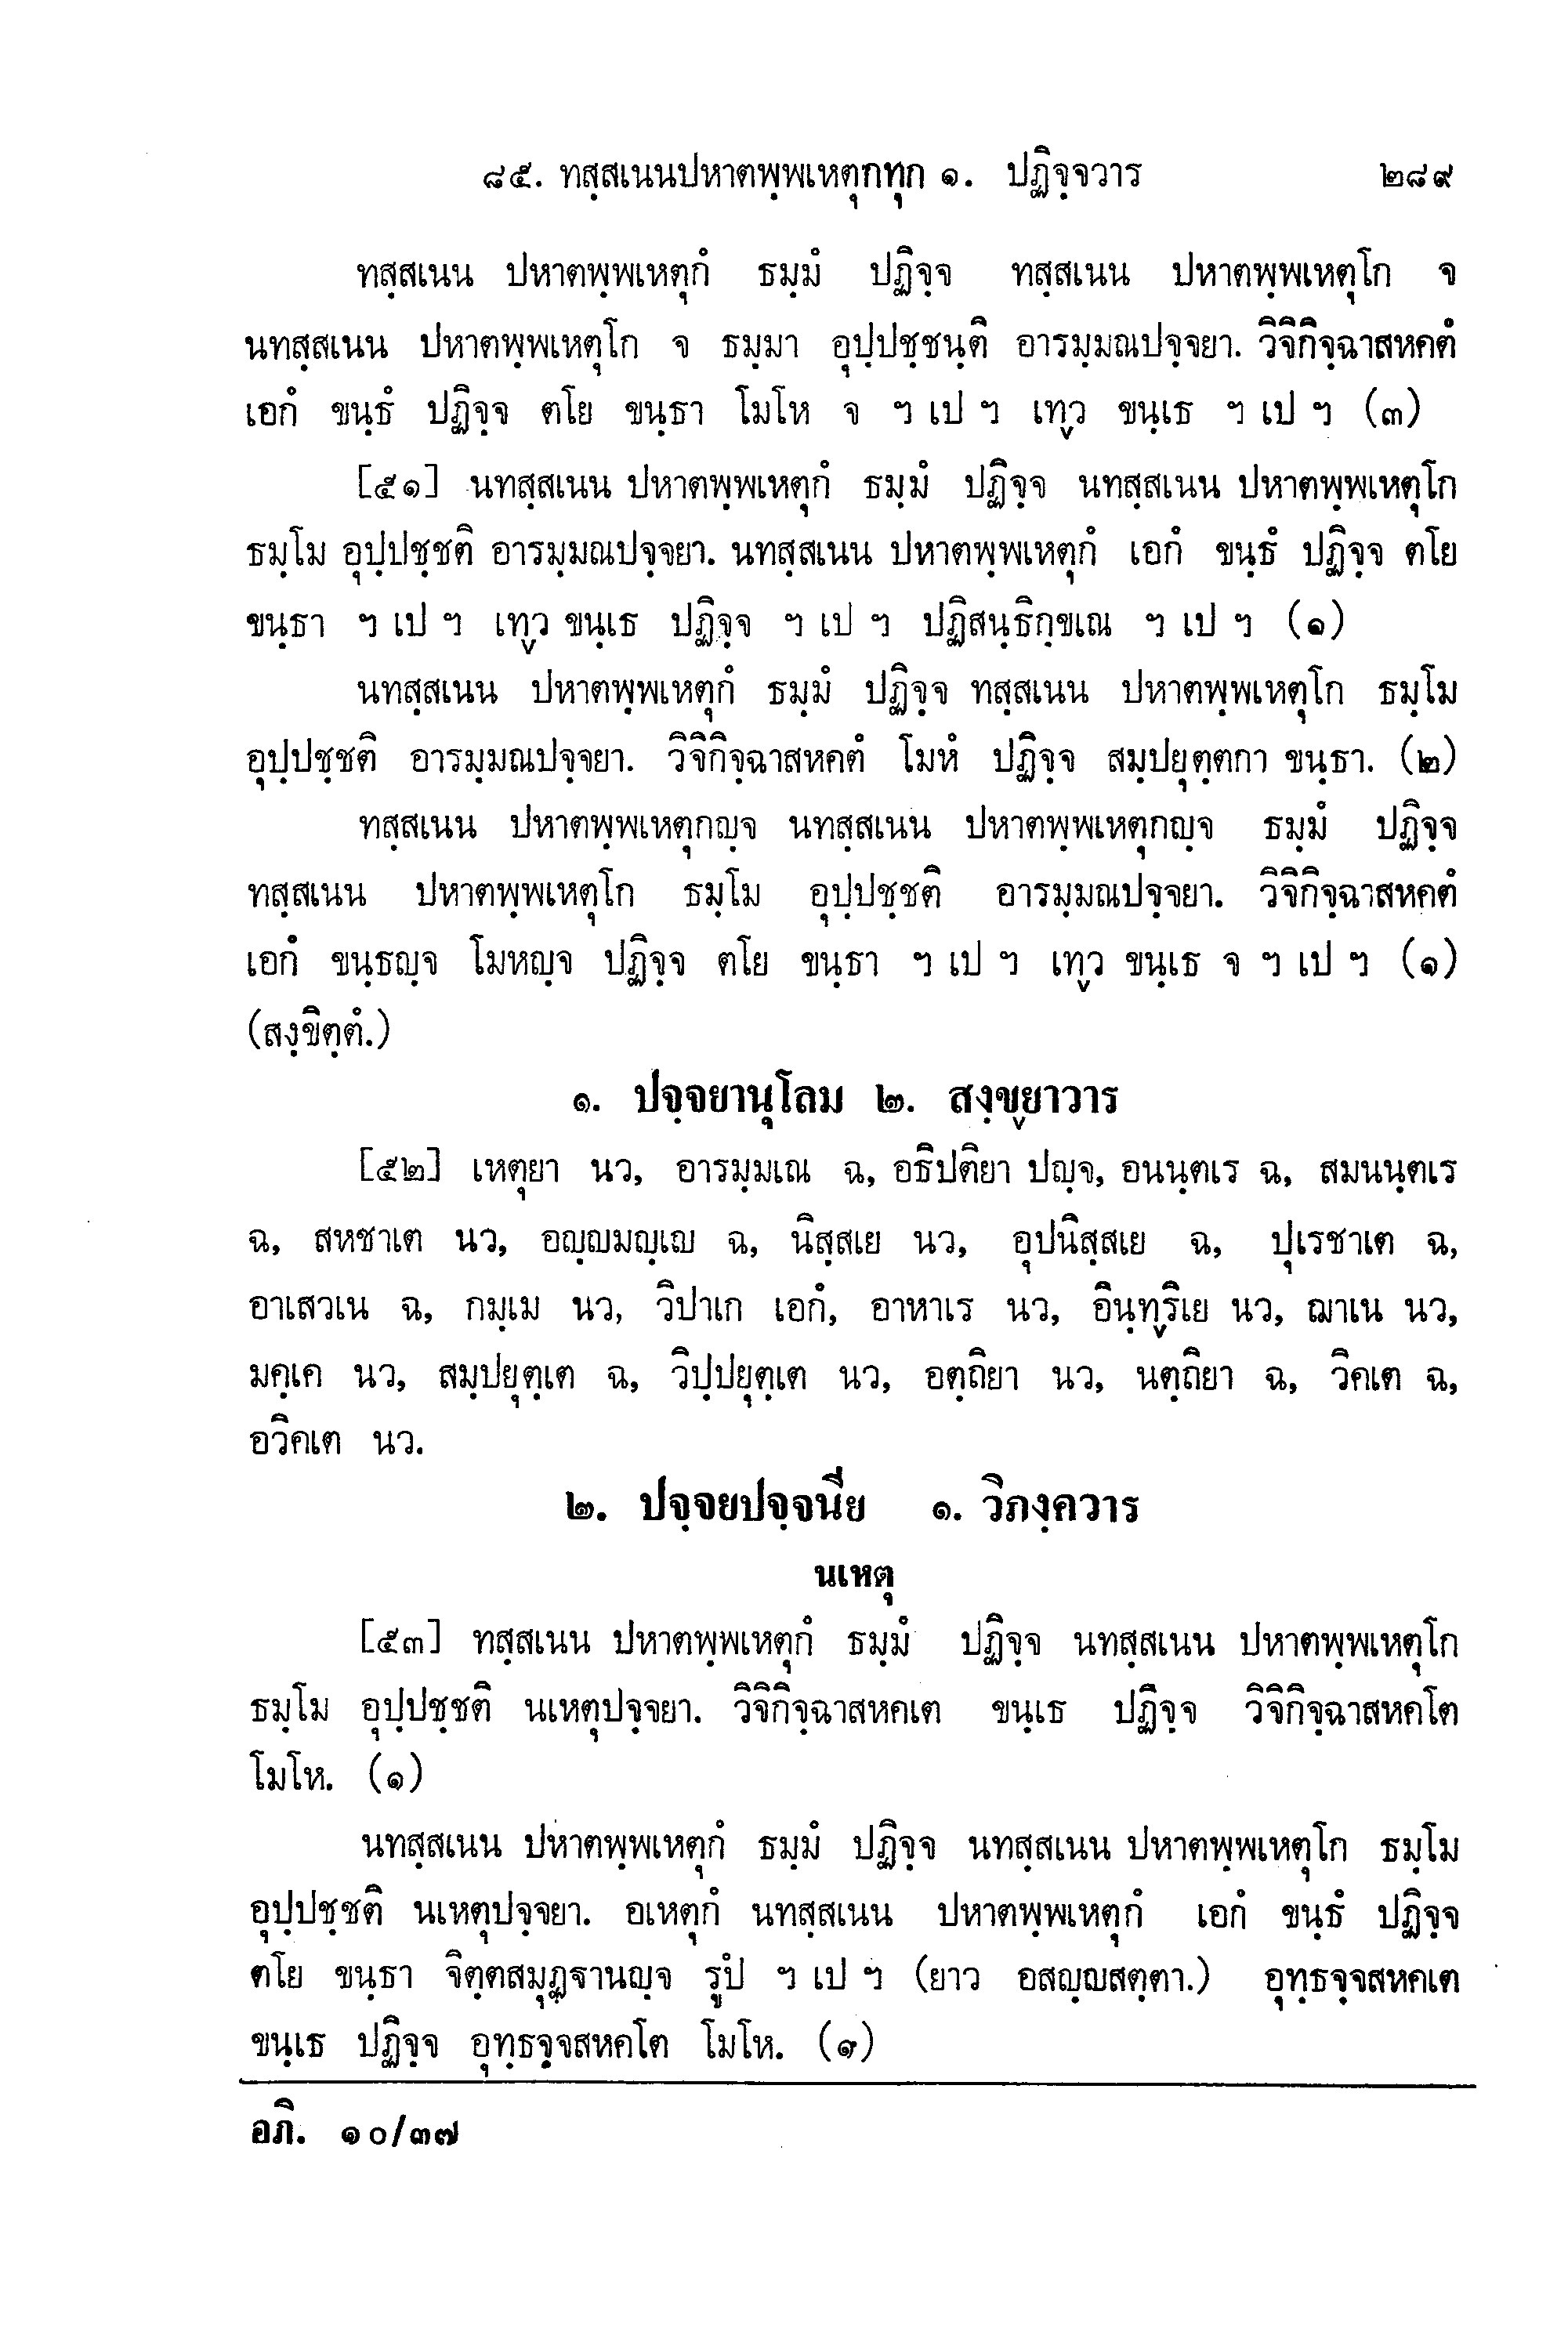 ๘๕. ทสฺสเนนปหาตพฺพเหตุกทุก ๑. ปฏิจฺจวาร ๒๘๙
ทสฺสเนน ปหาตพฺพเหตุกํ ธมฺมํ ปฏิจฺจ ทสฺสเนน ปหาตพฺพเหตุโก จ
นทสฺสเนน ปหาตพฺพเหตุโก จ ธมฺมา อุปฺปชฺชนฺติ อารมฺมณปจฺจยา. วิจิกิจฺฉาสหคตํ
เอกํ ขนฺธํ ปฏิจฺจ ตโย ขนฺธา โมโห จ ฯ เป ฯ เทฺว ขนฺเธ ฯ เป ฯ (๓)
[๕๑] นทสฺสเนน ปหาตพฺพเหตุกํ ธมฺมํ ปฏิจฺจ นทสฺสเนน ปหาตพฺพเหตุโก
ธมฺโม อุปฺปชฺชติ อารมฺมณปจฺจยา. นทสฺสเนน ปหาตพฺพเหตุกํ เอกํ ขนฺธํ ปฏิจฺจ ตโย
ขนฺธา ฯ เป ฯ เทฺว ขนฺเธ ปฏิจฺจ ฯ เป ฯ ปฏิสนฺธิกฺขเณ ฯ เป ฯ (๑)
นทสฺสเนน ปหาตพฺพเหตุกํ ธมฺมํ ปฏิจฺจ ทสฺสเนน ปหาตพฺพเหตุโก ธมฺโม
อุปฺปชฺชติ อารมฺมณปจฺจยา. วิจิกิจฺฉาสหคตํ โมหํ ปฏิจฺจ สมฺปยุตฺตกา ขนฺธา. (๒)
ทสฺสเนน ปหาตพฺพเหตุกญฺจ นทสฺสเนน ปหาตพฺพเหตุกญฺจ ธมฺมํ ปฏิจฺจ
ทสฺสเนน ปหาตพฺพเหตุโก ธมฺโม อุปฺปชฺชติ อารมฺมณปจฺจยา. วิจิกิจฺฉาสหคตํ
เอกํ ขนฺธญฺจ โมหญฺจ ปฏิจฺจ ตโย ขนฺธา ฯ เป ฯ เทฺว ขนฺเธ จ ฯ เป ฯ (๑)
(สงฺขิตฺตํ.)
๑. ปจฺจยานุโลม ๒. สงฺขฺยาวาร
[๕๒] เหตุยา นว, อารมฺมเณ ฉ, อธิปติยา ปญฺจ, อนนฺตเร ฉ, สมนนฺตเร
ฉ, สหชาเต นว, อญฺญมญฺเญ ฉ, นิสฺสเย นว, อุปนิสฺสเย ฉ, ปุเรชาเต ฉ,
อาเสวเน ฉ, กมฺเม นว, วิปาเก เอกํ, อาหาเร นว, อินฺทฺริเย นว, ฌาเน นว,
มคฺเค นว, สมฺปยุตฺเต ฉ, วิปฺปยุตฺเต นว, อตฺถิยา นว, นตฺถิยา ฉ, วิคเต ฉ,
อวิคเต นว.
๒. ปจฺจยปจฺจนีย ๑. วิภงฺควาร
นเหตุ
[๕๓] ทสฺสเนน ปหาตพฺพเหตุกํ ธมฺมํ ปฏิจฺจ นทสฺสเนน ปหาตพฺพเหตุโก
ธมฺโม อุปฺปชฺชติ นเหตุปจฺจยา. วิจิกิจฺฉาสหคเต ขนฺเธ ปฏิจฺจ วิจิกิจฺฉาสหคโต
โมโห. (๑)
นทสฺสเนน ปหาตพฺพเหตุกํ ธมฺมํ ปฏิจฺจ นทสฺสเนน ปหาตพฺพเหตุโก ธมฺโม
อุปฺปชฺชติ นเหตุปจฺจยา. อเหตุกํ นทสฺสเนน ปหาตพฺพเหตุกํ เอกํ ขนฺธํ ปฏิจฺจ
ตโย ขนฺธา จิตฺตสมุฏฺฐานญฺจ รูปํ ฯ เป ฯ (ยาว อสญฺญสตฺตา.) อุทฺธจฺจสหคเต
ขนฺเธ ปฏิจฺจ อุทฺธจฺจสหคโต โมโห. (๑)
อภิ. ๑๐/๓๗